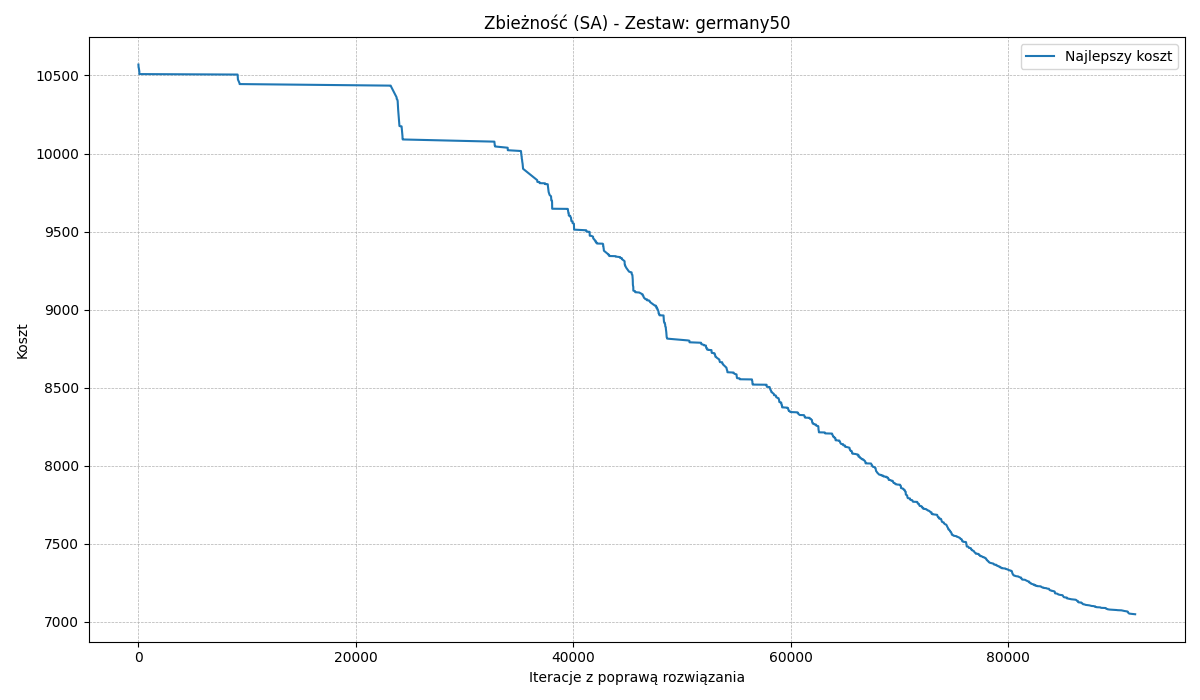 Zbieżność (SA) - Zestaw: germany50
Najlepszy koszt
10500
10000
9500
9000
8500
8000
7500
7000
Koszt
0 20000 40000 60000 80000
Iteracje z poprawą rozwiązania